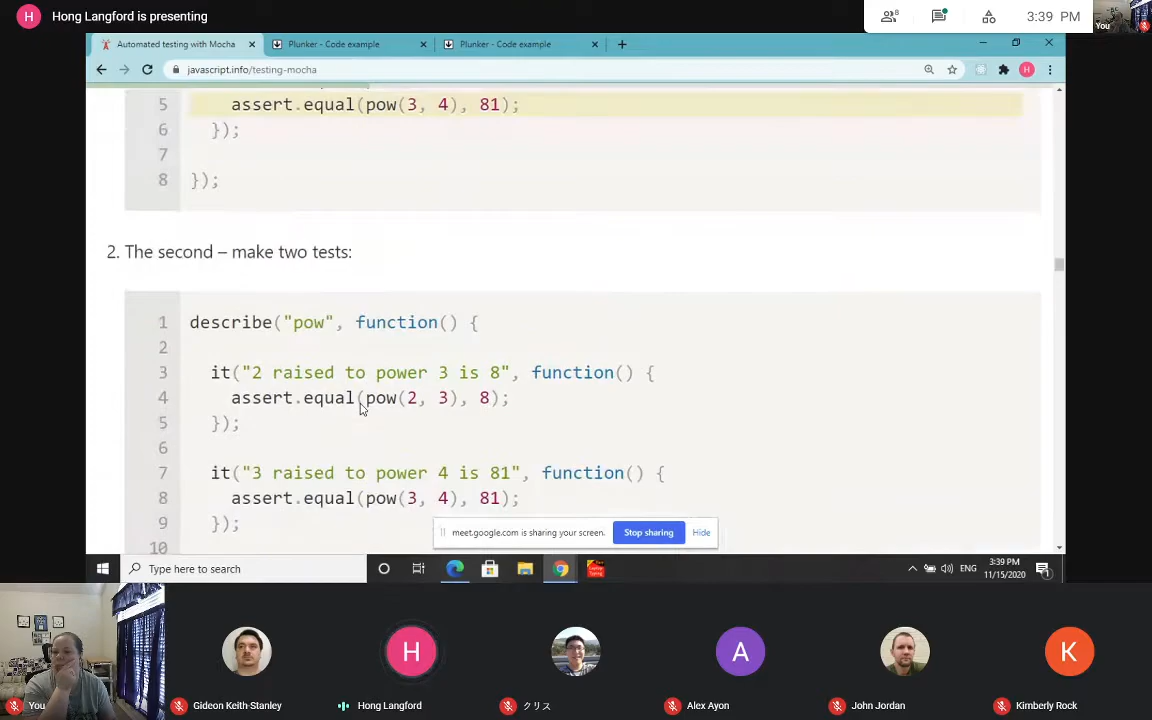 H Hong Langford is presenting
8
3:39 PM
You
Automated testing with Mocha
Plunker - Code example
Plunker - Code example
javascript.info/testing-mocha
H
5 assert.equal(pow(3, 4), 81);
6 });
7
8 });
2. The second – make two tests:
1 describe("pow", function() {
2
3 it("2 raised to power 3 is 8", function() {
4 assert.equal(pow(2, 3), 8);
5 });
6
7 it("3 raised to power 4 is 81", function() {
8 assert.equal(pow(3, 4), 81);
9 });
10
meet.google.com is sharing your screen. Stop sharing Hide
Type here to search
ENG
3:39 PM
11/15/2020
1
H
A
K
You
Gideon Keith-Stanley
Hong Langford
クリス
Alex Ayon
John Jordan
Kimberly Rock